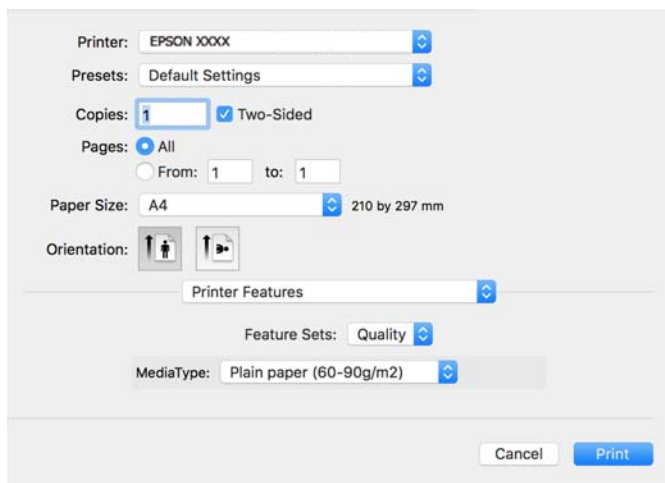 Printer: EPSON XXXX
Presets: Default Settings
Copies: 1 Two-Sided
Pages: All
From: 1 to: 1
Paper Size: A4 210 by 297 mm
Orientation:
Printer Features
Feature Sets: Quality
MediaType: Plain paper (60-90g/m2)
Cancel Print